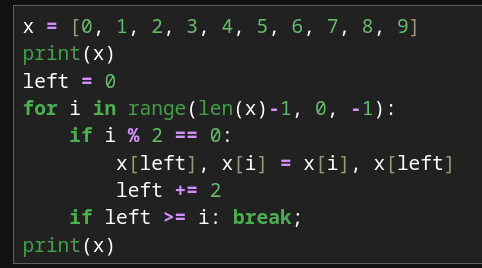 x = [0, 1, 2, 3, 4, 5, 6, 7, 8, 9]
print(x)
left = 0
for i in range(len(x)-1, 0, -1):
    if i % 2 == 0:
        x[left], x[i] = x[i], x[left]
        left += 2
    if left >= i: break;
print(x)